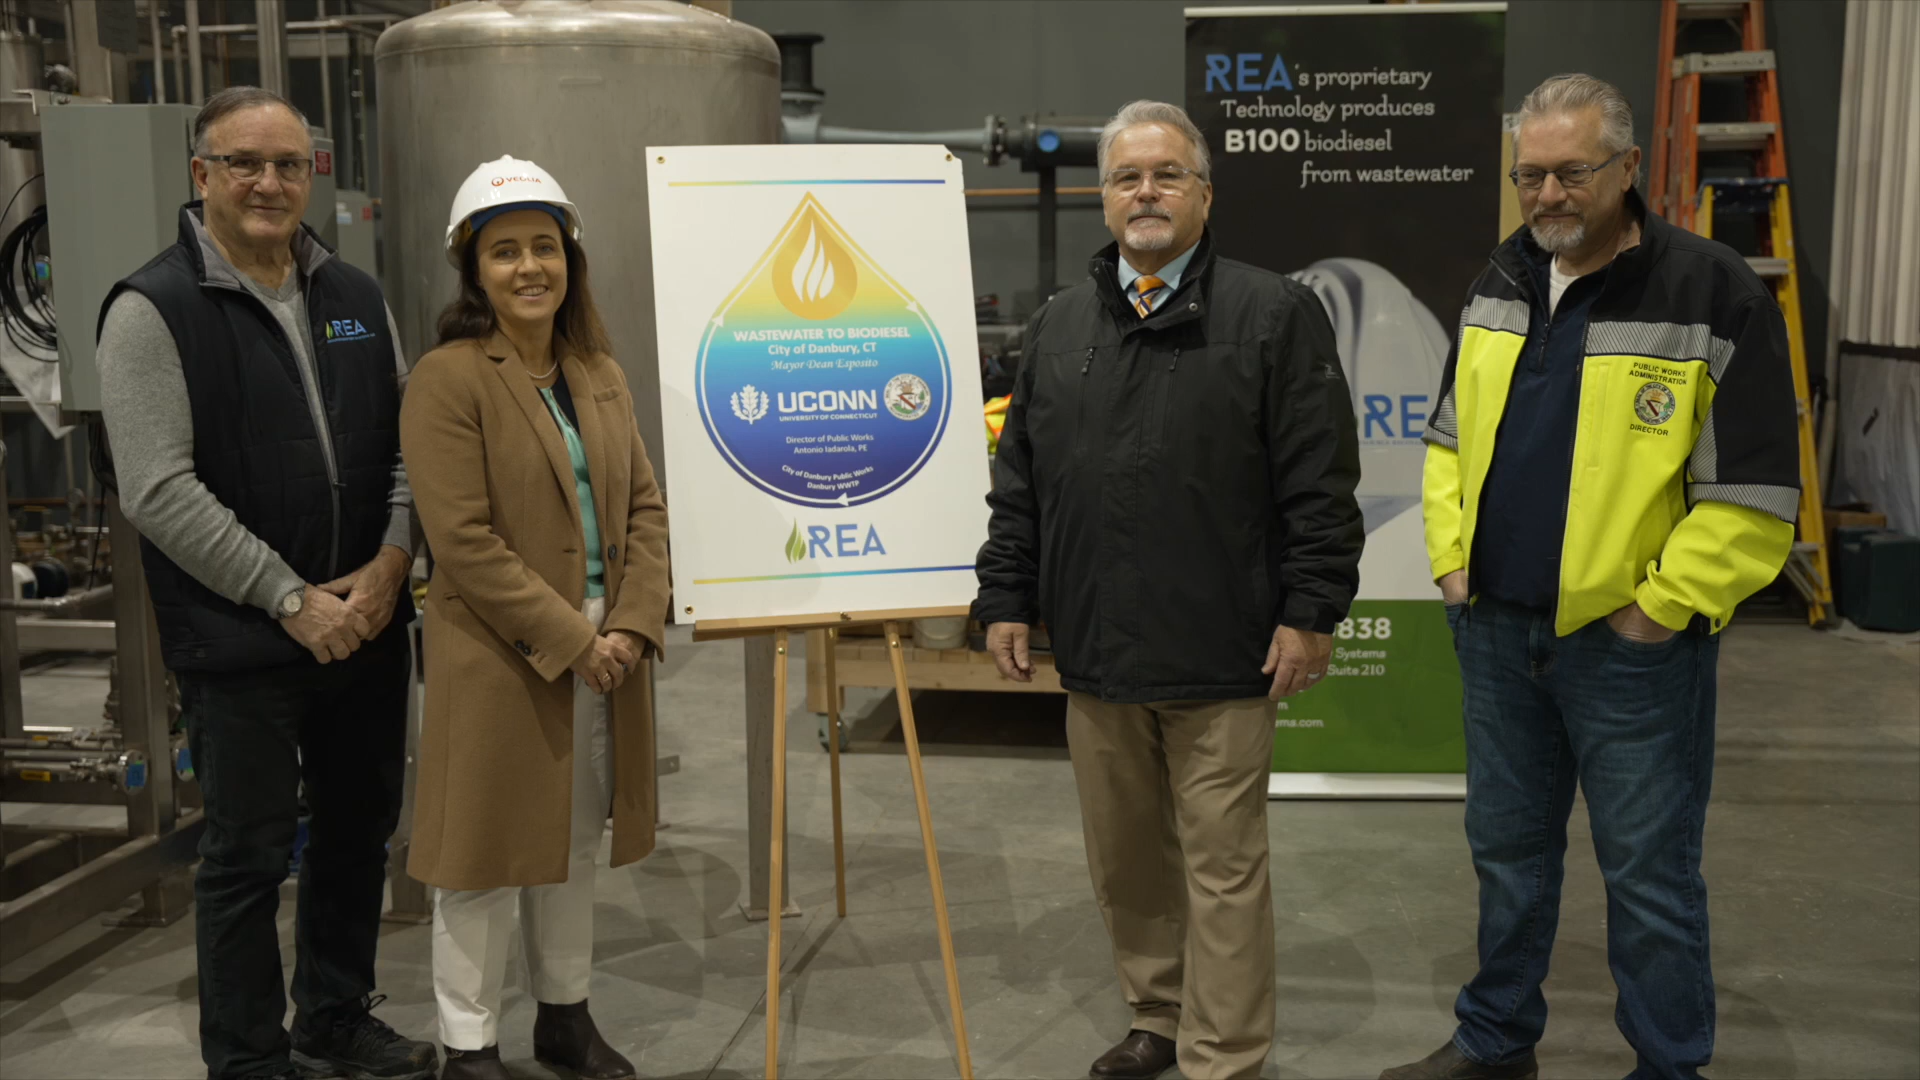 REA's proprietary
Technology produces
B100 biodiesel
from wastewater
VEOLIA
REA
WASTEWATER TO BIODIESEL
City of Danbury, CT
Mayor Dean Esposito
UCONN
UNIVERSITY OF CONNECTICUT
Director of Public Works
Antonio Iadarola, PE
City of Danbury Public Works
Danbury WWTP
REA
PUBLIC WORKS
ADMINISTRATION
DIRECTOR
RE
838
Systems
Suite 210